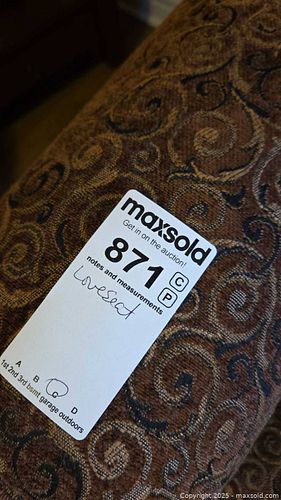 maxsold
Get in on the auction!
871 C P
notes and measurements
Loveseat
A B C D
1st 2nd 3rd bsmt garage outdoors
Copyright 2025 - maxsold.com